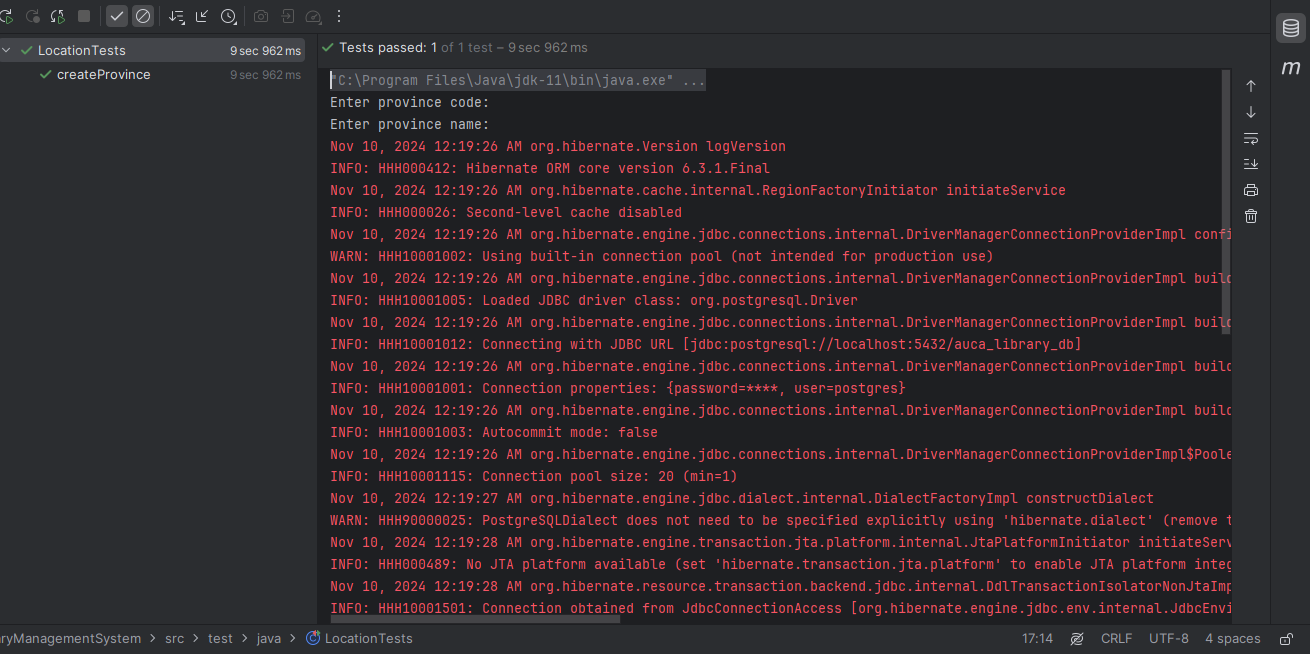 LocationTests 9 sec 962 ms
createProvince 9 sec 962 ms
Tests passed: 1 of 1 test – 9 sec 962 ms
"C:\Program Files\Java\jdk-11\bin\java.exe" ...
Enter province code:
Enter province name:
Nov 10, 2024 12:19:26 AM org.hibernate.Version logVersion
INFO: HHH000412: Hibernate ORM core version 6.3.1.Final
Nov 10, 2024 12:19:26 AM org.hibernate.cache.internal.RegionFactoryInitiator initiateService
INFO: HHH000026: Second-level cache disabled
Nov 10, 2024 12:19:26 AM org.hibernate.engine.jdbc.connections.internal.DriverManagerConnectionProviderImpl confi
WARN: HHH10001002: Using built-in connection pool (not intended for production use)
Nov 10, 2024 12:19:26 AM org.hibernate.engine.jdbc.connections.internal.DriverManagerConnectionProviderImpl build
INFO: HHH10001005: Loaded JDBC driver class: org.postgresql.Driver
Nov 10, 2024 12:19:26 AM org.hibernate.engine.jdbc.connections.internal.DriverManagerConnectionProviderImpl build
INFO: HHH10001012: Connecting with JDBC URL [jdbc:postgresql://localhost:5432/auca_library_db]
Nov 10, 2024 12:19:26 AM org.hibernate.engine.jdbc.connections.internal.DriverManagerConnectionProviderImpl build
INFO: HHH10001001: Connection properties: {password=****, user=postgres}
Nov 10, 2024 12:19:26 AM org.hibernate.engine.jdbc.connections.internal.DriverManagerConnectionProviderImpl build
INFO: HHH10001003: Autocommit mode: false
Nov 10, 2024 12:19:26 AM org.hibernate.engine.jdbc.connections.internal.DriverManagerConnectionProviderImpl$Poole
INFO: HHH10001115: Connection pool size: 20 (min=1)
Nov 10, 2024 12:19:27 AM org.hibernate.engine.jdbc.dialect.internal.DialectFactoryImpl constructDialect
WARN: HHH90000025: PostgreSQLDialect does not need to be specified explicitly using 'hibernate.dialect' (remove t
Nov 10, 2024 12:19:28 AM org.hibernate.engine.transaction.jta.platform.internal.JtaPlatformInitiator initiateServ
INFO: HHH000489: No JTA platform available (set 'hibernate.transaction.jta.platform' to enable JTA platform integ
Nov 10, 2024 12:19:28 AM org.hibernate.resource.transaction.backend.jdbc.internal.DdlTransactionIsolatorNonJtaImp
INFO: HHH10001501: Connection obtained from JdbcConnectionAccess [org.hibernate.engine.jdbc.env.internal.JdbcEnvi
m
ryManagementSystem > src > test > java > LocationTests 17:14 CRLF UTF-8 4 spaces